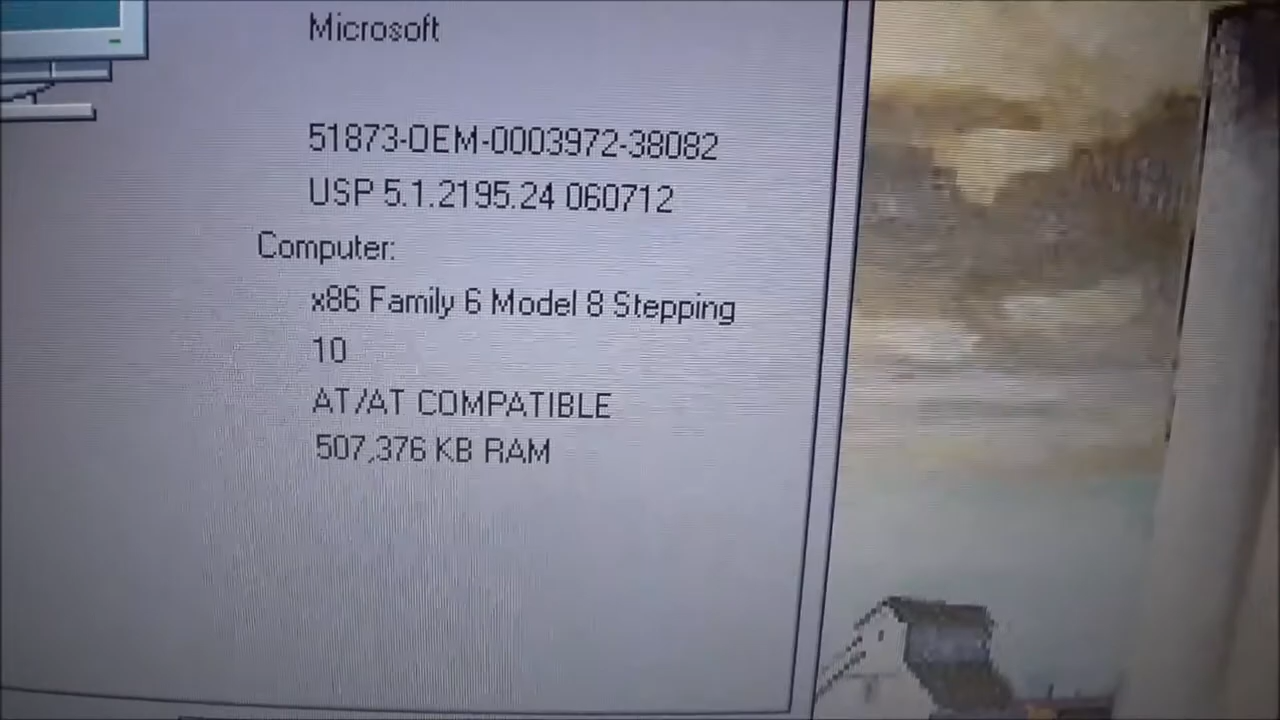 Microsoft
51873-OEM-0003972-38082
USP 5.1.2195.24 060712
Computer:
x86 Family 6 Model 8 Stepping
10
AT/AT COMPATIBLE
507,376 KB RAM